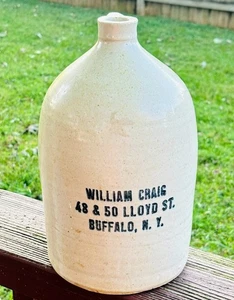 WILLIAM CRAIG
48 & 50 LLOYD ST.
BUFFALO, N. Y.